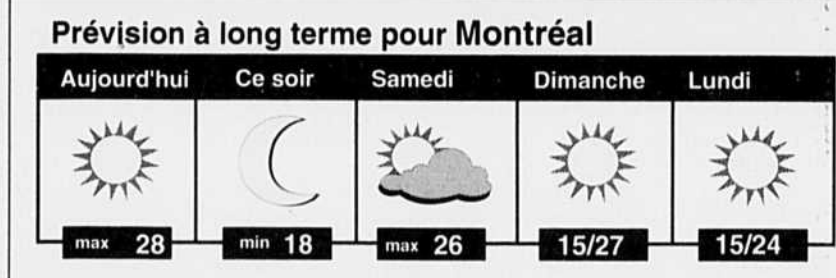 Prévision à long terme pour Montréal
Aujourd'hui Ce soir Samedi Dimanche Lundi
max 28 min 18 max 26 15/27 15/24